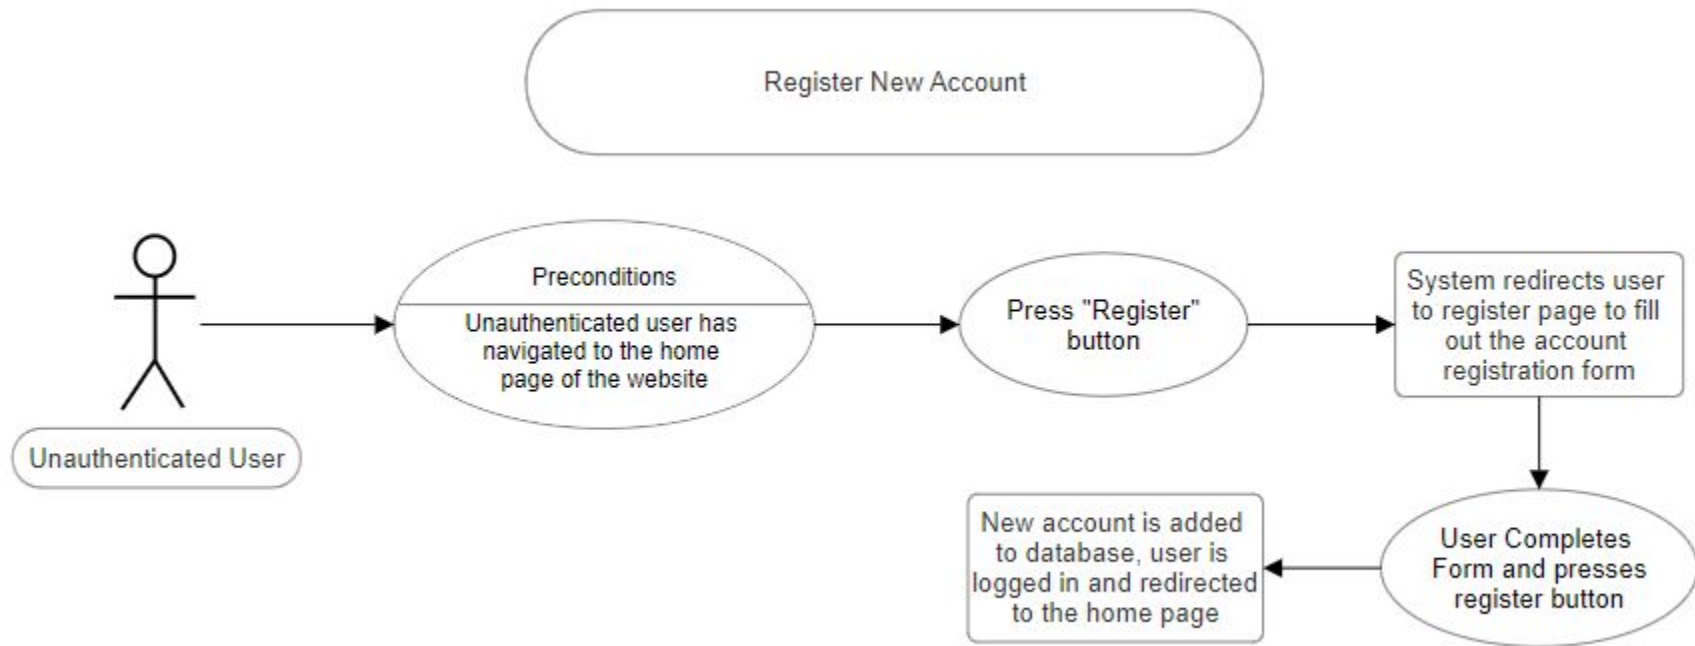 Register New Account
Preconditions
Unauthenticated user has
navigated to the home
page of the website
Press "Register"
button
System redirects user
to register page to fill
out the account
registration form
Unauthenticated User
New account is added
to database, user is
logged in and redirected
to the home page
User Completes
Form and presses
register button